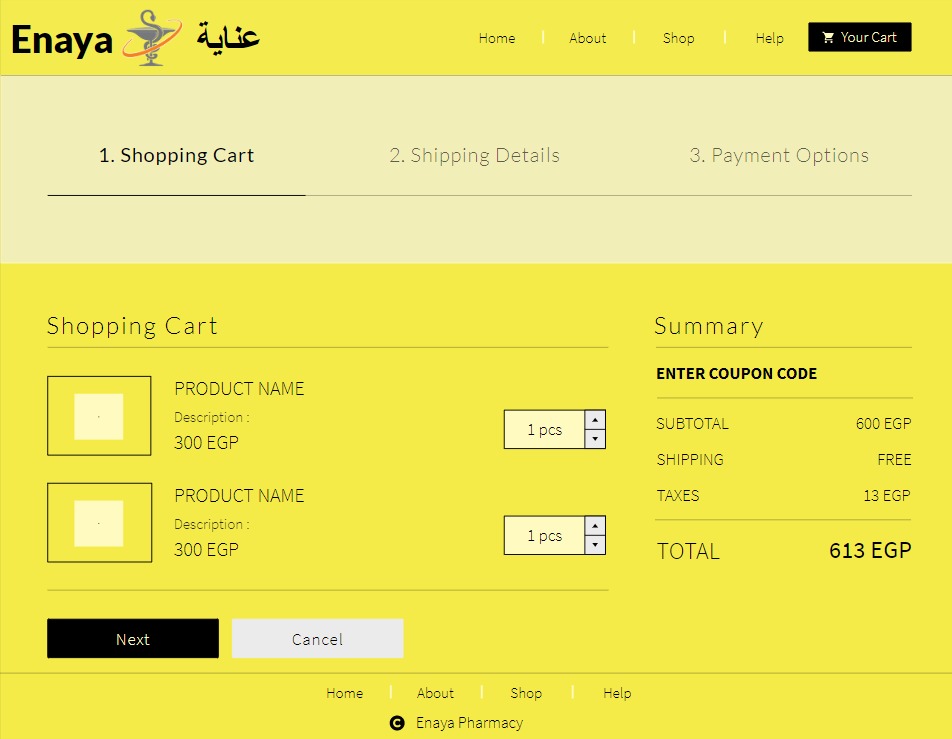 Enaya عناية
Home About Shop Help Your Cart
1. Shopping Cart 2. Shipping Details 3. Payment Options
Shopping Cart
PRODUCT NAME
Description :
300 EGP
1 pcs
PRODUCT NAME
Description :
300 EGP
1 pcs
Next Cancel
Summary
ENTER COUPON CODE
SUBTOTAL 600 EGP
SHIPPING FREE
TAXES 13 EGP
TOTAL 613 EGP
Home About Shop Help
C Enaya Pharmacy